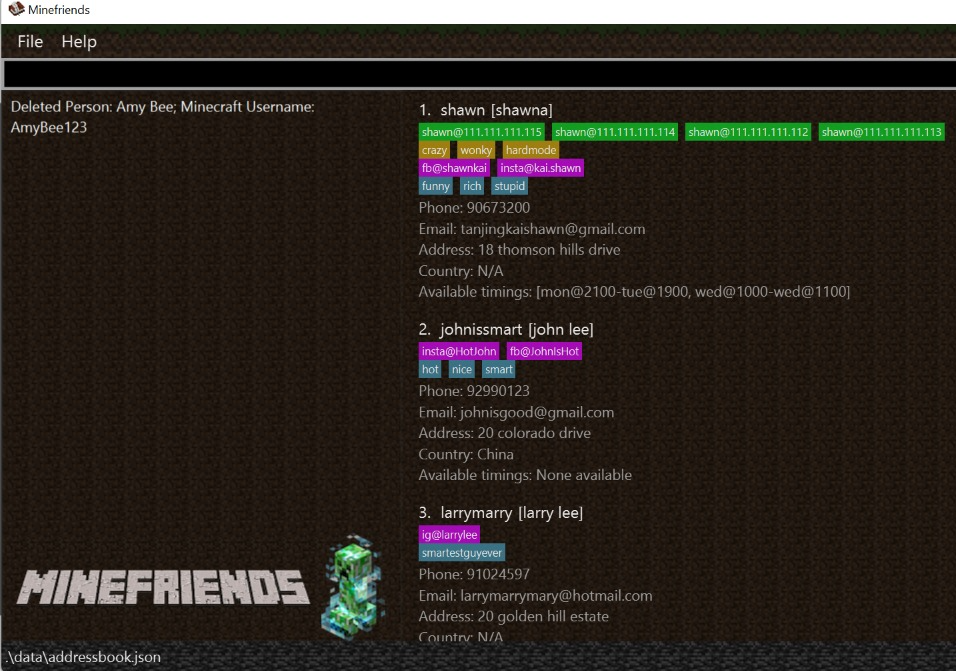 Minefriends
File Help
Deleted Person: Amy Bee; Minecraft Username:
AmyBee123
1. shawn [shawna]
shawn@111.111.111.115 shawn@111.111.111.114 shawn@111.111.111.112 shawn@111.111.111.113
crazy wonky hardmode
fb@shawnkai insta@kai.shawn
funny rich stupid
Phone: 90673200
Email: tanjingkaishawn@gmail.com
Address: 18 thomson hills drive
Country: N/A
Available timings: [mon@2100-tue@1900, wed@1000-wed@1100]
2. johnissmart [john lee]
insta@HotJohn fb@JohnIsHot
hot nice smart
Phone: 92990123
Email: johnisgood@gmail.com
Address: 20 colorado drive
Country: China
Available timings: None available
3. larrymarry [larry lee]
ig@larrylee
smartestguyever
Phone: 91024597
Email: larrymarrymary@hotmail.com
Address: 20 golden hill estate
Country: N/A
MINEFRIENDS
.\data\addressbook.json